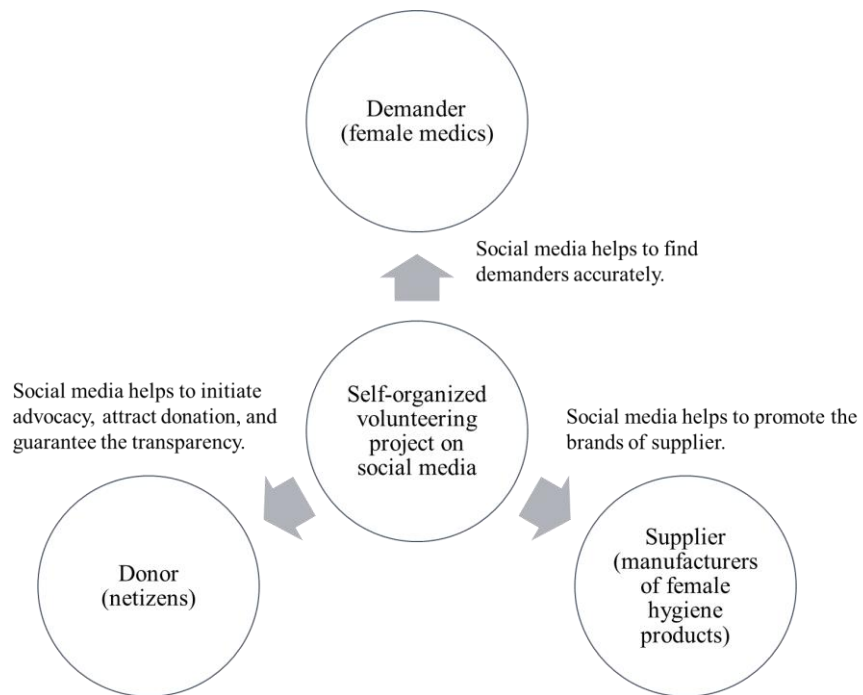 Demander
(female medics)
Social media helps to find
demanders accurately.
Self-organized
volunteering
project on
social media
Social media helps to initiate
advocacy, attract donation, and
guarantee the transparency.
Social media helps to promote the
brands of supplier.
Donor
(netizens)
Supplier
(manufacturers
of female
hygiene
products)